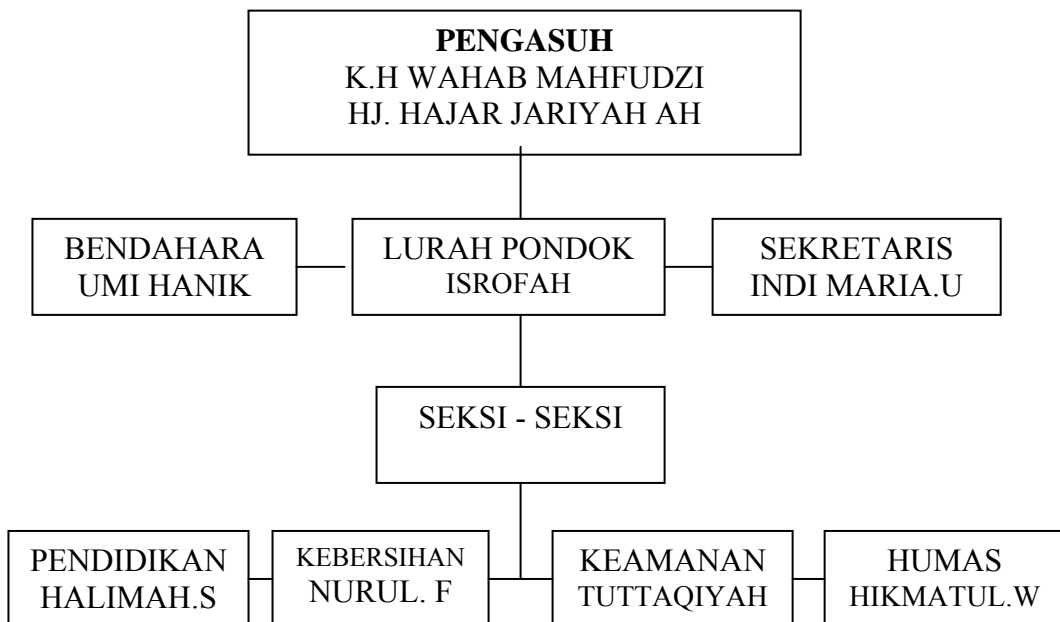 PENGASUH
K.H WAHAB MAHFUDZI
HJ. HAJAR JARIYAH AH
BENDAHARA
UMI HANIK
LURAH PONDOK
ISROFAH
SEKRETARIS
INDI MARIA.U
SEKSI - SEKSI
PENDIDIKAN
HALIMAH.S
KEBERSIHAN
NURUL. F
KEAMANAN
TUTTAQIYAH
HUMAS
HIKMATUL.W